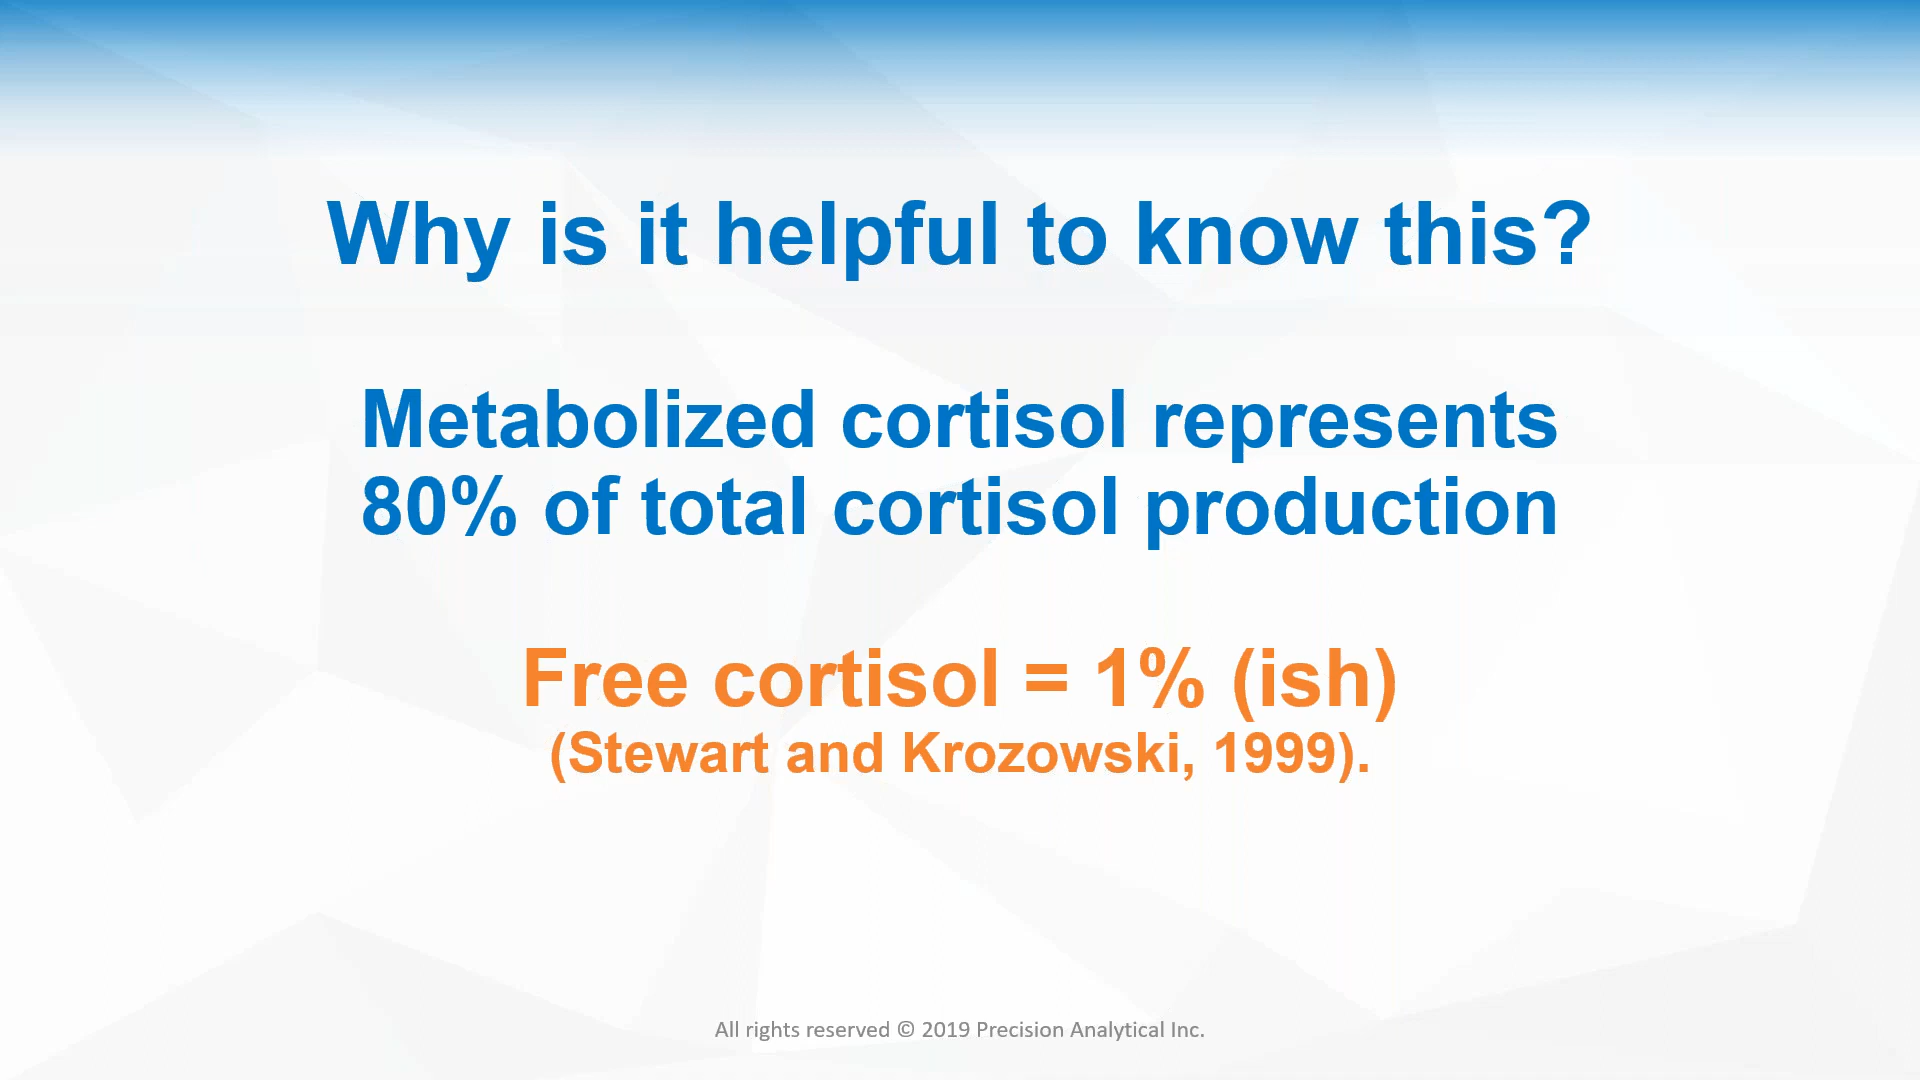 Why is it helpful to know this?
Metabolized cortisol represents
80% of total cortisol production
Free cortisol = 1% (ish)
(Stewart and Krozowski, 1999).
All rights reserved © 2019 Precision Analytical Inc.